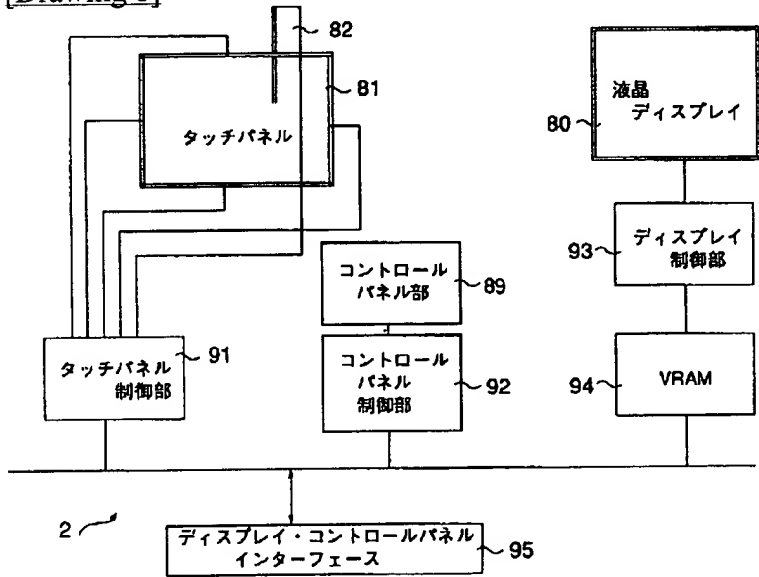 82
81
タッチパネル
液晶
ディスプレイ
80
ディスプレイ
制御部
93
コントロール
パネル部
89
タッチパネル
制御部
91
コントロール
パネル
制御部
92
VRAM
94
2
ディスプレイ・コントロールパネル
インターフェース
95